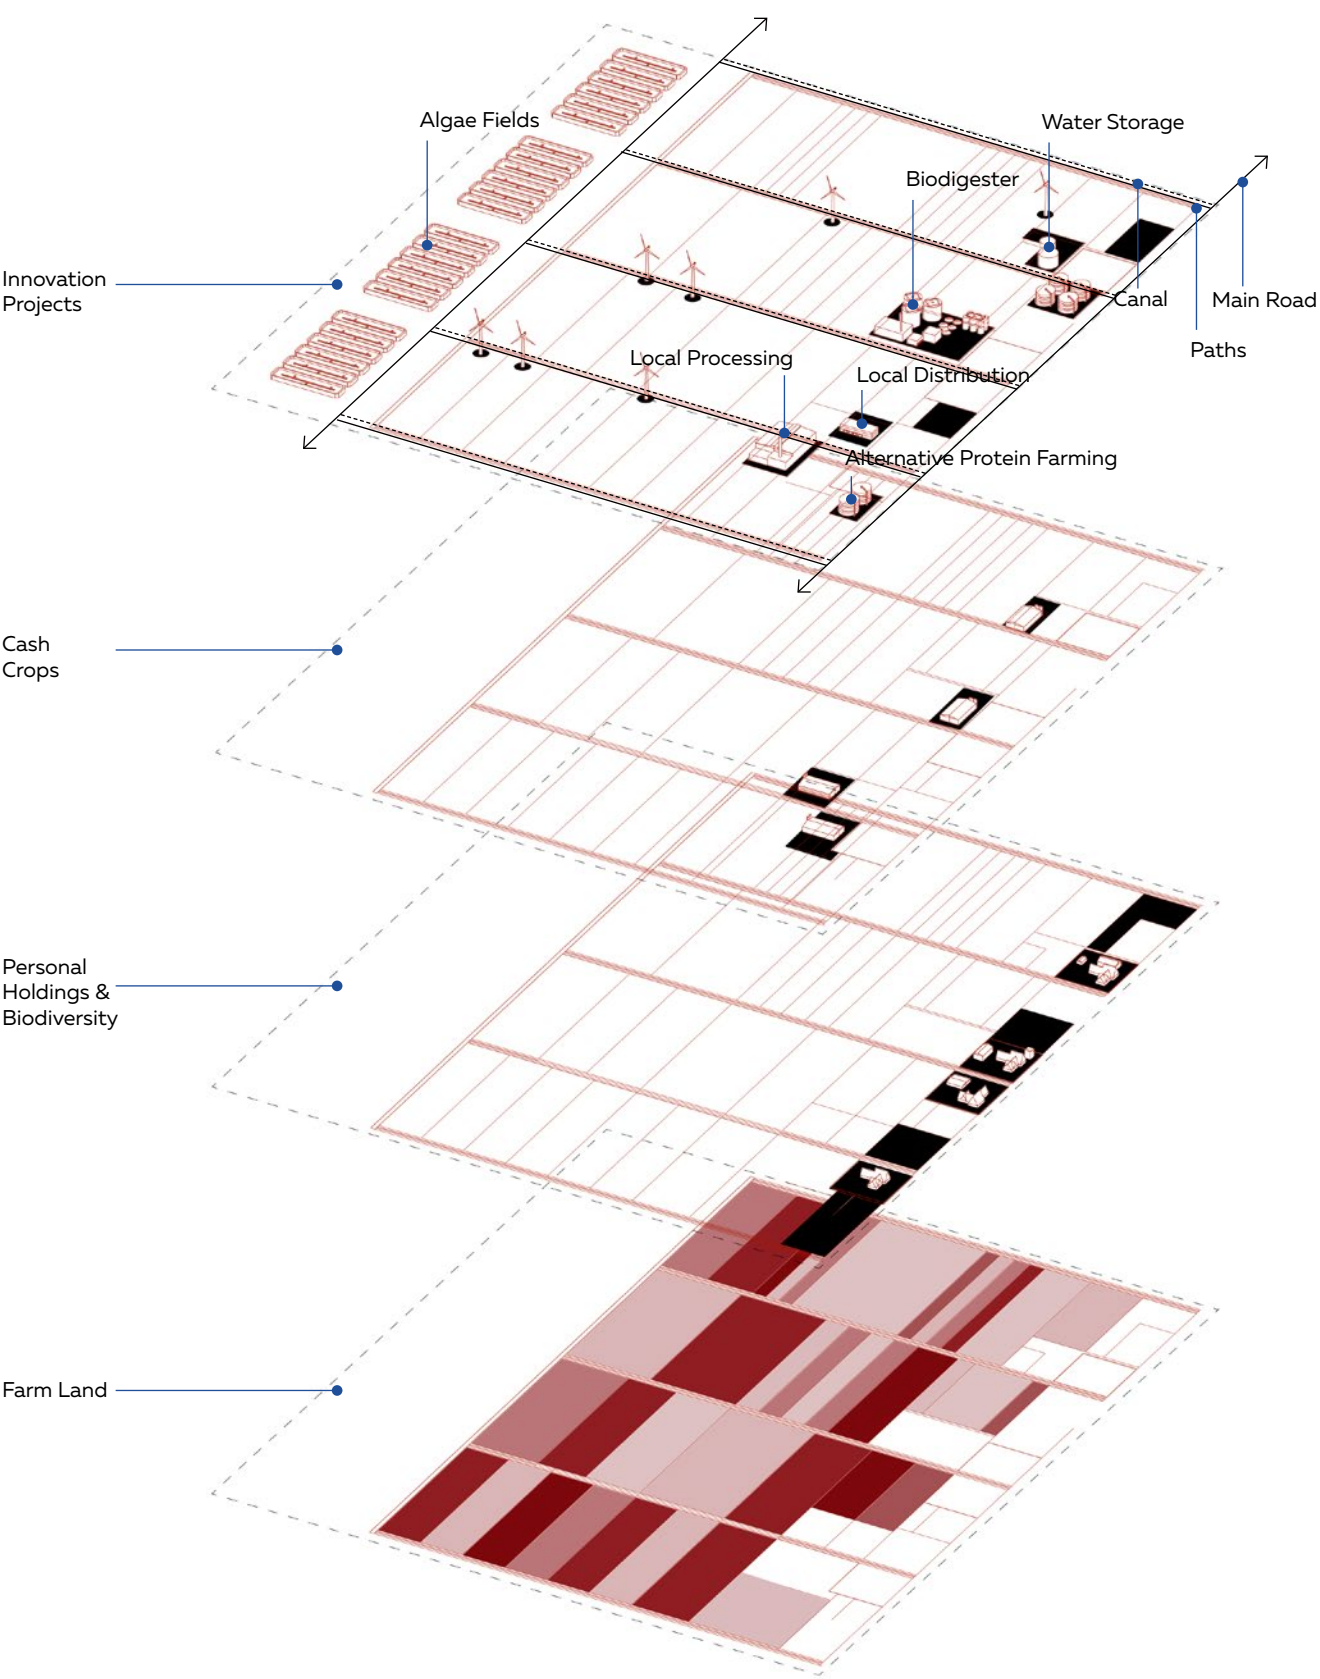 Algae Fields
Water Storage
Biodigester
Innovation
Projects
Canal
Main Road
Paths
Local Processing
Local Distribution
Alternative Protein Farming
Cash
Crops
Personal
Holdings &
Biodiversity
Farm Land